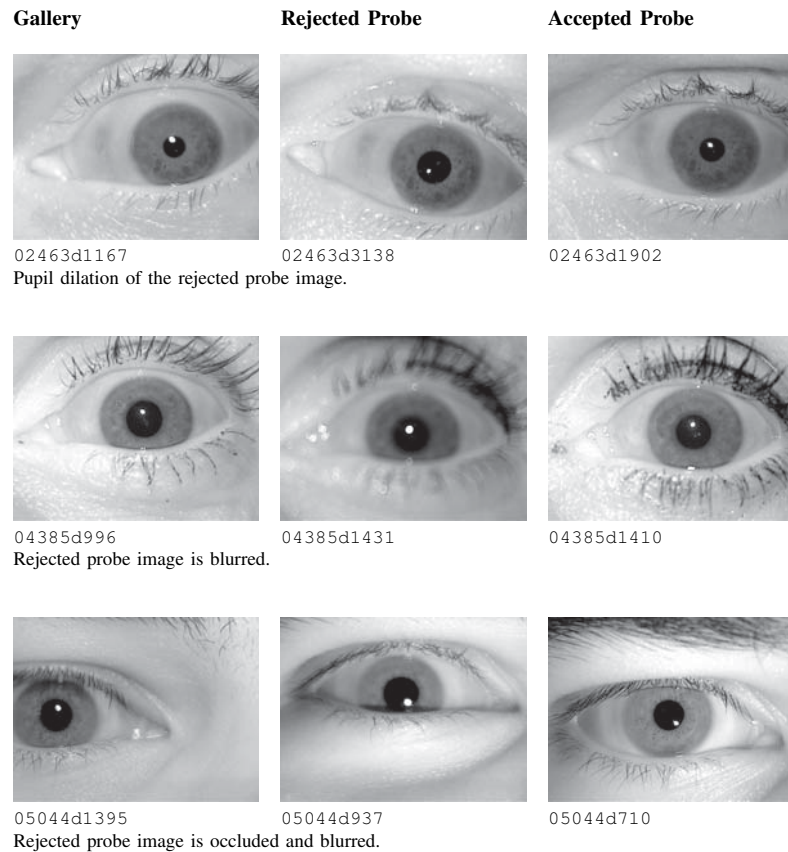 Gallery Rejected Probe Accepted Probe
02463d1167 02463d3138 02463d1902
Pupil dilation of the rejected probe image.
04385d996 04385d1431 04385d1410
Rejected probe image is blurred.
05044d1395 05044d937 05044d710
Rejected probe image is occluded and blurred.